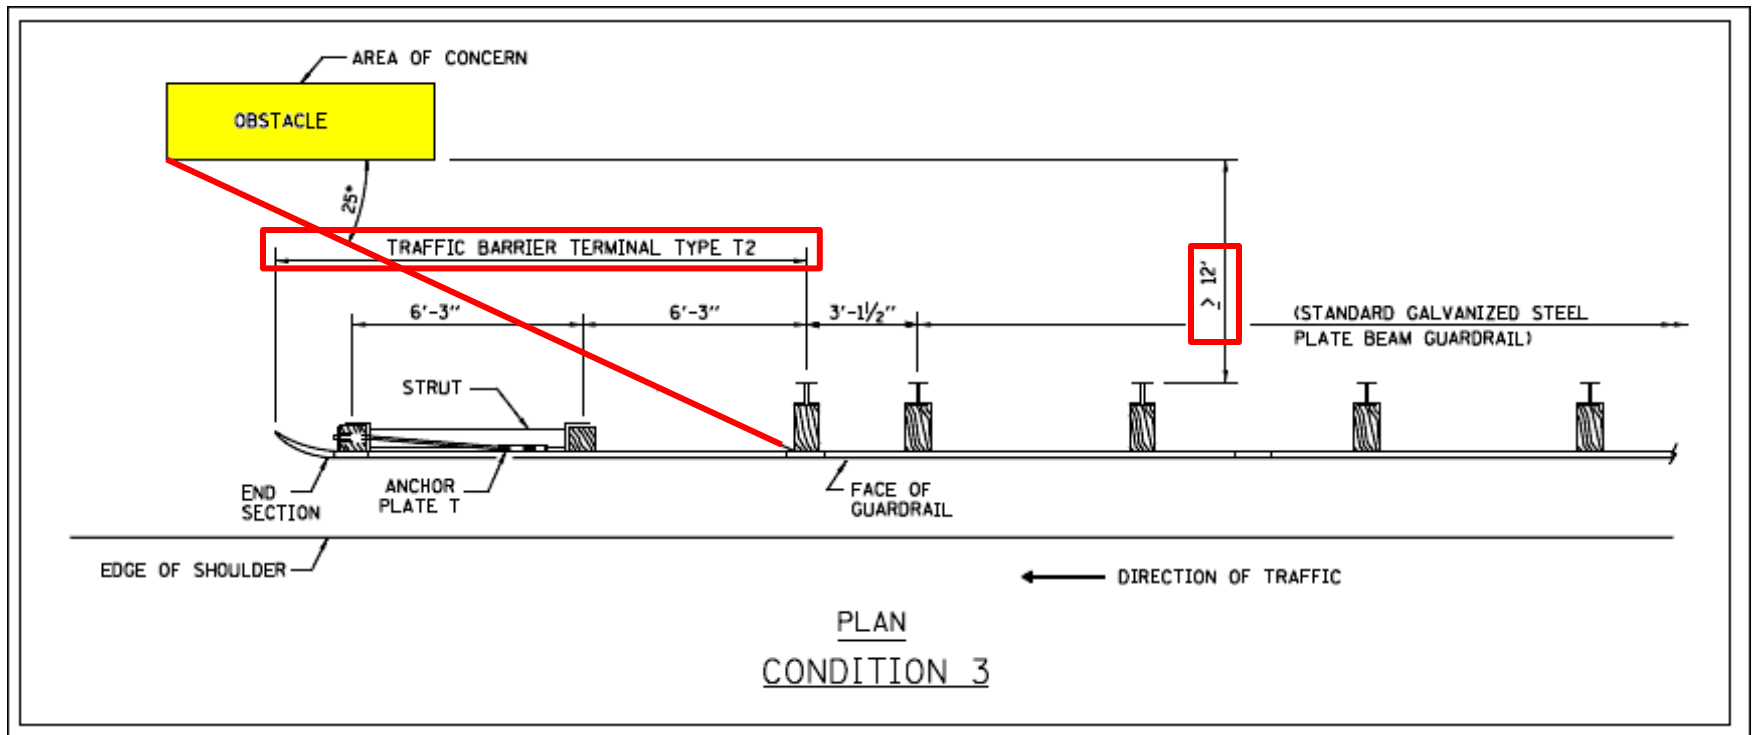 AREA OF CONCERN
OBSTACLE
25°
TRAFFIC BARRIER TERMINAL TYPE T2
≥ 12'
6'-3"
6'-3"
3'-1½"
(STANDARD GALVANIZED STEEL
PLATE BEAM GUARDRAIL)
STRUT
END
SECTION
ANCHOR
PLATE T
FACE OF
GUARDRAIL
EDGE OF SHOULDER
DIRECTION OF TRAFFIC
PLAN
CONDITION 3